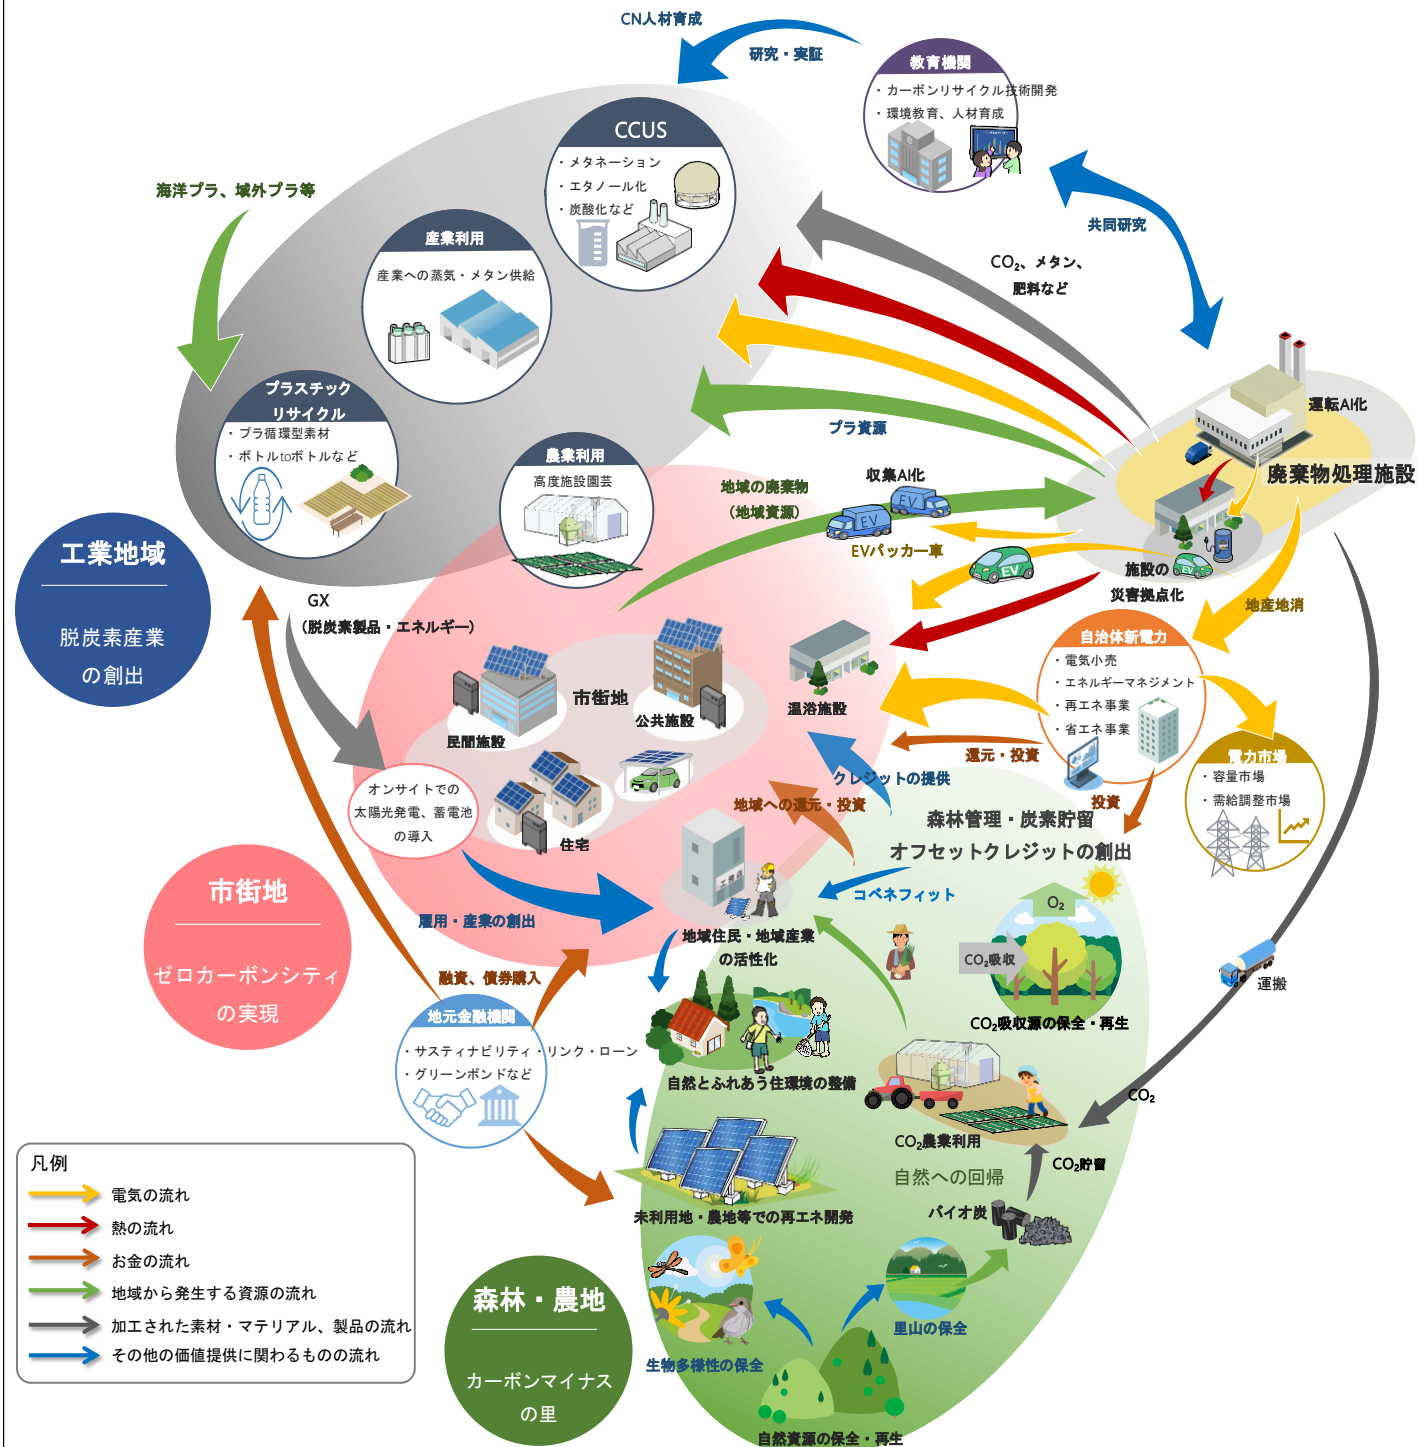 CN人材育成
研究・実証
教育機関
・カーボンリサイクル技術開発
・環境教育、人材育成
CCUS
・メタネーション
・エタノール化
・炭酸化など
海洋プラ、域外プラ等
産業利用
産業への蒸気・メタン供給
共同研究
CO₂、メタン、
肥料など
プラスチック
リサイクル
・プラ循環型素材
・ボトルtoボトルなど
プラ資源
運転AI化
廃棄物処理施設
農業利用
高度施設園芸
地域の廃棄物
（地域資源）
収集AI化
EV
EV
EVパッカー車
EV
EV
施設の
災害拠点化
地産地消
工業地域
脱炭素産業
の創出
GX
（脱炭素製品・エネルギー）
自治体新電力
・電気小売
・エネルギーマネジメント
・再エネ事業
・省エネ事業
市街地
公共施設
民間施設
温浴施設
還元・投資
電力市場
・容量市場
・需給調整市場
オンサイトでの
太陽光発電、蓄電池
の導入
住宅
クレジットの提供
地域への還元・投資
投資
森林管理・炭素貯留
オフセットクレジットの創出
市街地
ゼロカーボンシティ
の実現
雇用・産業の創出
工務店
コベネフィット
O₂
CO₂吸収
CO₂吸収源の保全・再生
地域住民・地域産業
の活性化
融資、債券購入
運搬
地元金融機関
・サスティナビリティ・リンク・ローン
・グリーンボンドなど
自然とふれあう住環境の整備
CO₂
CO₂農業利用
CO₂貯留
自然への回帰
バイオ炭
未利用地・農地等での再エネ開発
凡例
電気の流れ
熱の流れ
お金の流れ
地域から発生する資源の流れ
加工された素材・マテリアル、製品の流れ
その他の価値提供に関わるものの流れ
森林・農地
カーボンマイナス
の里
里山の保全
生物多様性の保全
自然資源の保全・再生